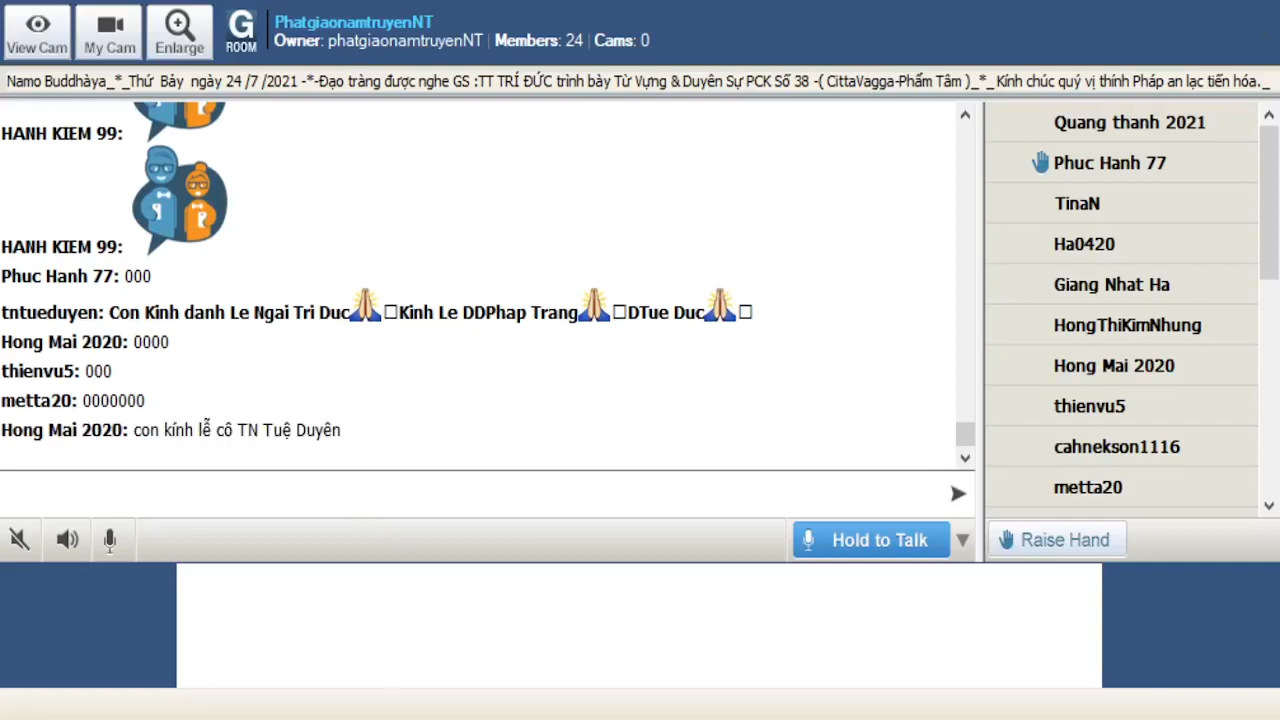 View Cam
My Cam
Enlarge
G
ROOM
PhatgiaonamtruyenNT
Owner: phatgiaonamtruyenNT | Members: 24 | Cams: 0
Namo Buddhàya_*_Thứ Bảy ngày 24 /7 /2021 -*-Đạo tràng được nghe GS :TT TRÍ ĐỨC trình bày Từ Vựng & Duyên Sự PCK Số 38 -( CittaVagga-Phẩm Tâm )_*_Kính chúc quý vị thính Pháp an lạc tiến hóa._
HANH KIEM 99:
HANH KIEM 99:
Phuc Hanh 77: 000
tntueduyen: Con Kinh danh Le Ngai Tri Duc🙏□Kinh Le DDPhap Trang🙏□DTue Duc🙏□
Hong Mai 2020: 0000
thienvu5: 000
metta20: 0000000
Hong Mai 2020: con kính lễ cô TN Tuệ Duyên
Quang thanh 2021
Phuc Hanh 77
TinaN
Ha0420
Giang Nhat Ha
HongThiKimNhung
Hong Mai 2020
thienvu5
cahnekson1116
metta20
Hold to Talk
Raise Hand